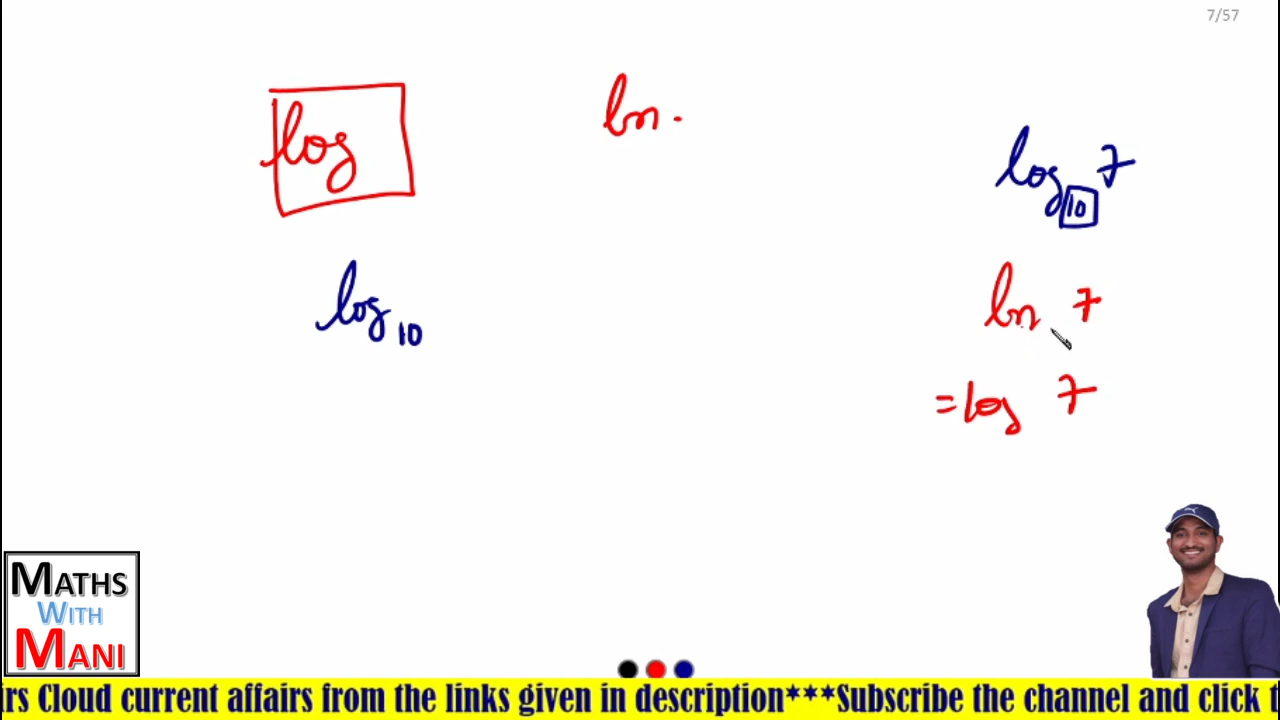 7/57
log
ln.
log₁₀ 7
log₁₀
ln 7
= log 7
MATHS
WITH
MANI
irs Cloud current affairs from the links given in description***Subscribe the channel and click t